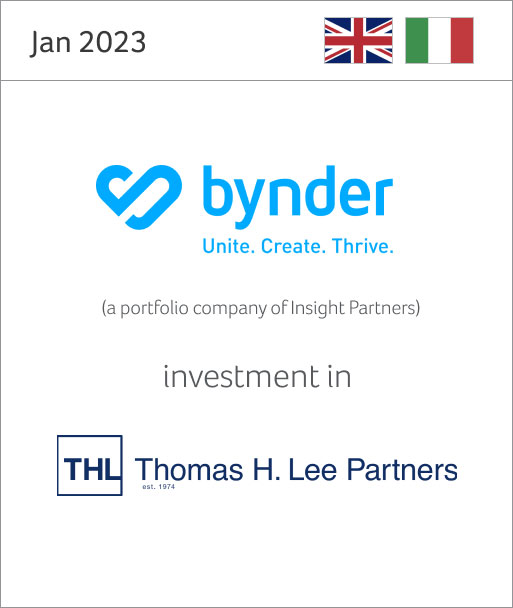 Jan 2023
bynder
Unite. Create. Thrive.
(a portfolio company of Insight Partners)
investment in
THL Thomas H. Lee Partners
est. 1974